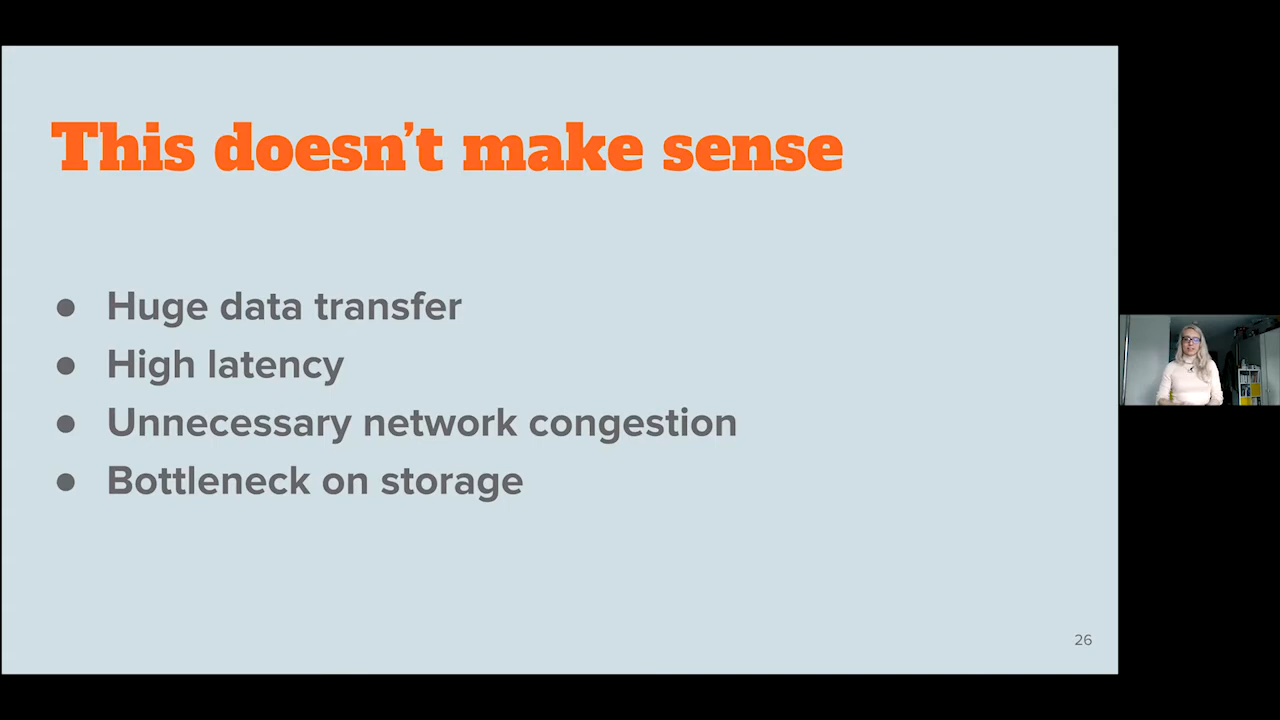 This doesn’t make sense
● Huge data transfer
● High latency
● Unnecessary network congestion
● Bottleneck on storage
26